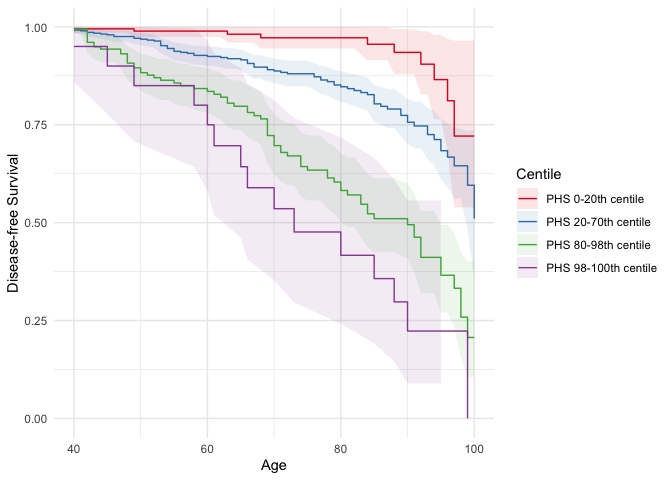 1.00
0.75
0.50
0.25
0.00
Disease-free Survival
40
60
80
100
Age
Centile
PHS 0-20th centile
PHS 20-70th centile
PHS 80-98th centile
PHS 98-100th centile